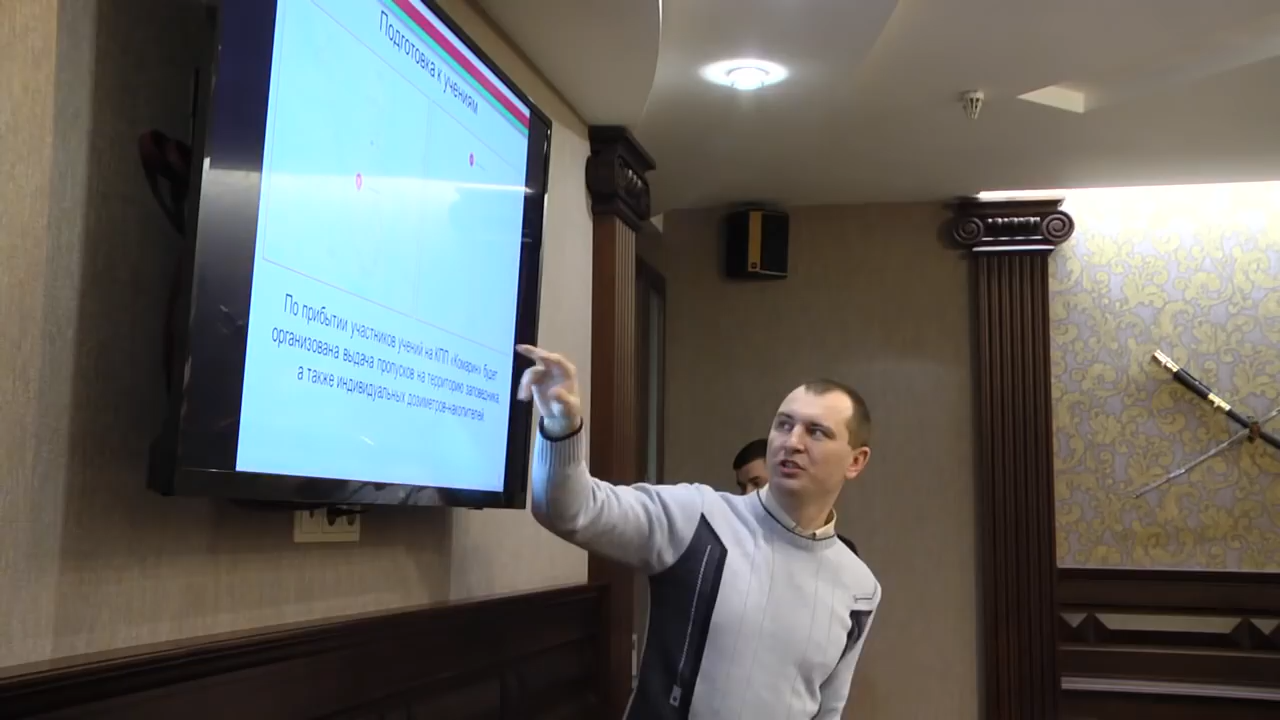 Подготовка к учениям
По прибытии участников учений на КПП «Комарин» будет
организована выдача пропусков на территорию заповедника,
а также индивидуальных дозиметров-накопителей